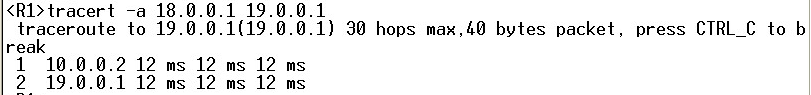 <R1>tracert -a 18.0.0.1 19.0.0.1
traceroute to 19.0.0.1(19.0.0.1) 30 hops max,40 bytes packet, press CTRL_C to b
reak
1 10.0.0.2 12 ms 12 ms 12 ms
2 19.0.0.1 12 ms 12 ms 12 ms